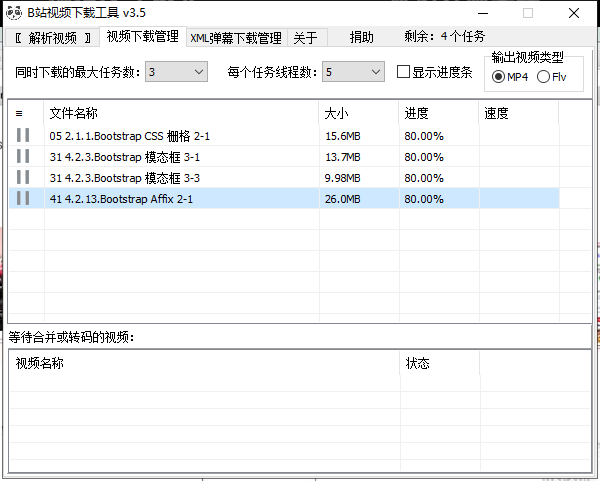 B站视频下载工具 v3.5
〖 解析视频 〗 视频下载管理 XML弹幕下载管理 关于 捐助 剩余: 4 个任务
输出视频类型
同时下载的最大任务数: 3 每个任务线程数: 5 显示进度条 MP4 Flv
≡ 文件名称 大小 进度 速度
05 2.1.1.Bootstrap CSS 栅格 2-1 15.6MB 80.00%
31 4.2.3.Bootstrap 模态框 3-1 13.7MB 80.00%
31 4.2.3.Bootstrap 模态框 3-3 9.98MB 80.00%
41 4.2.13.Bootstrap Affix 2-1 26.0MB 80.00%
等待合并或转码的视频:
视频名称 状态